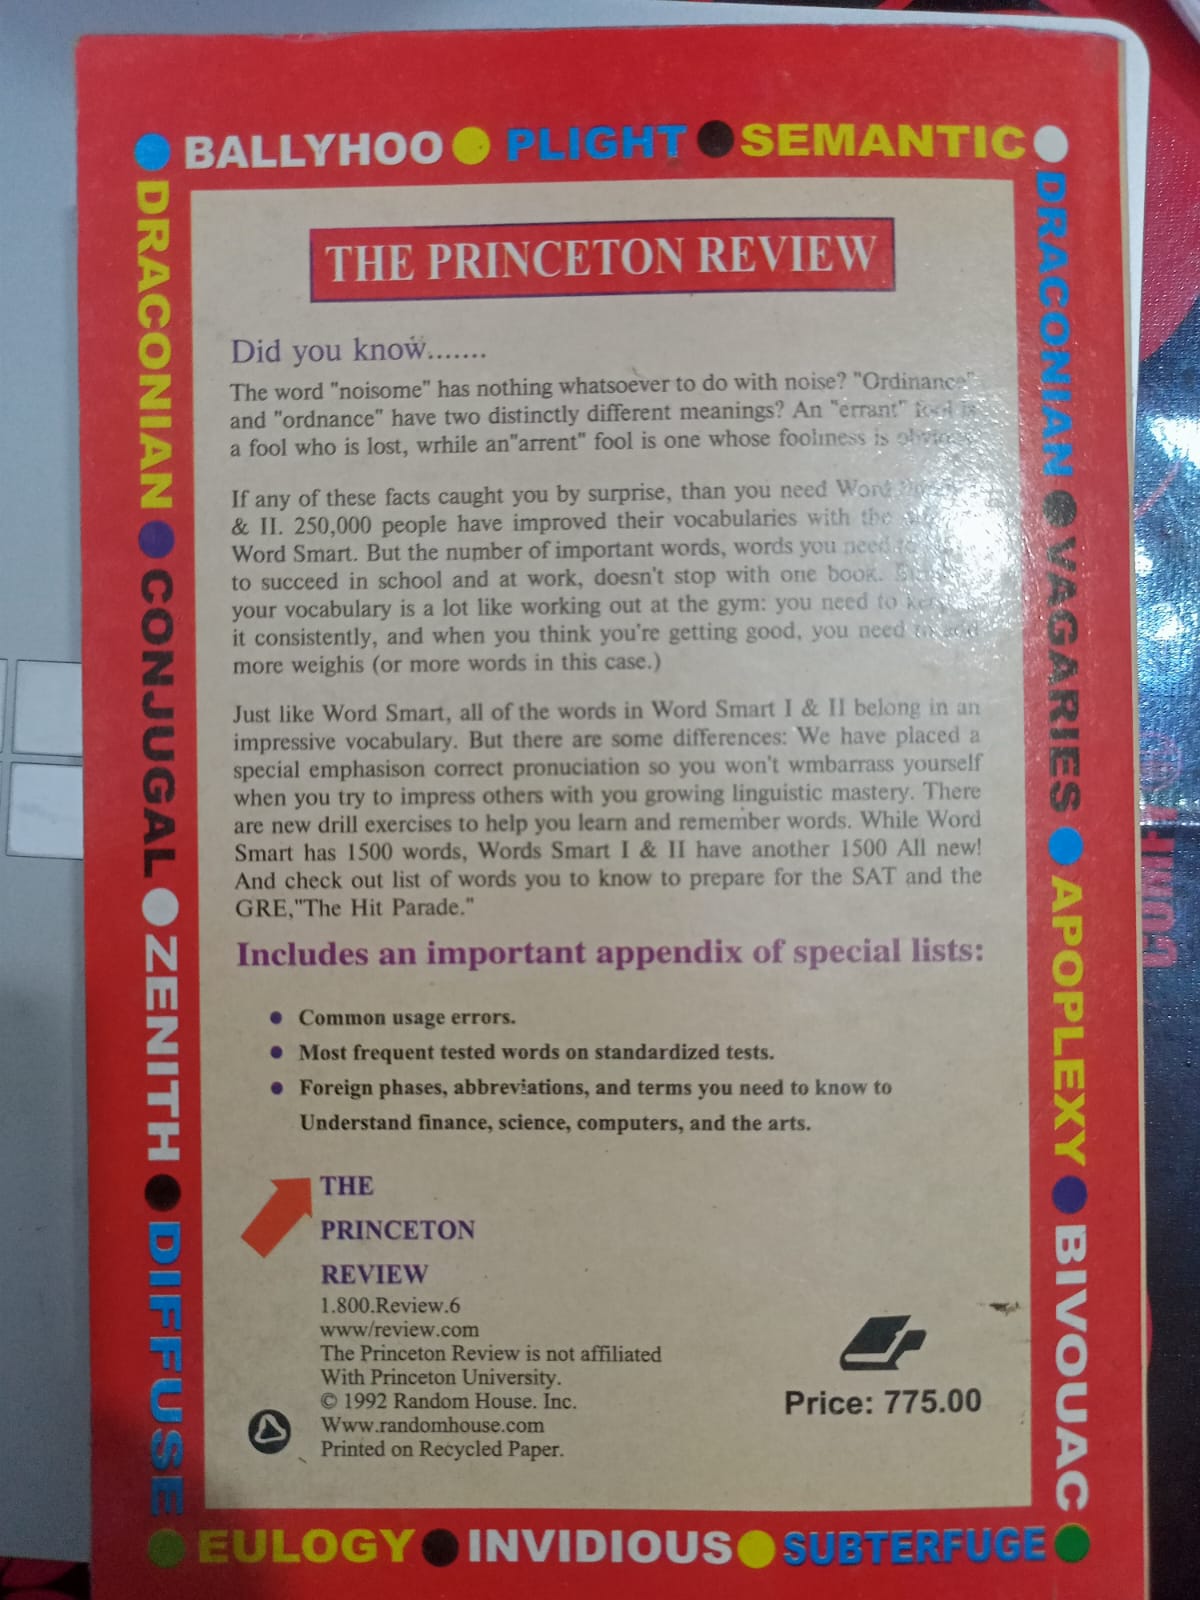 BALLYHOO PLIGHT SEMANTIC
DRACONIAN CONJUGAL ZENITH DIFFUSE
DRACONIAN VAGARIES APOPLEXY BIVOUAC
THE PRINCETON REVIEW
Did you know.......
The word "noisome" has nothing whatsoever to do with noise? "Ordinance"
and "ordnance" have two distinctly different meanings? An "errant"
a fool who is lost, wrhile an"arrent" fool is one whose fooliness is
If any of these facts caught you by surprise, than you need Word
& II. 250,000 people have improved their vocabularies with the
Word Smart. But the number of important words, words you need
to succeed in school and at work, doesn't stop with one book.
your vocabulary is a lot like working out at the gym: you need to
it consistently, and when you think you're getting good, you need
more weighis (or more words in this case.)
Just like Word Smart, all of the words in Word Smart I & II belong in an
impressive vocabulary. But there are some differences: We have placed a
special emphasison correct pronuciation so you won't wmbarrass yourself
when you try to impress others with you growing linguistic mastery. There
are new drill exercises to help you learn and remember words. While Word
Smart has 1500 words, Words Smart I & II have another 1500 All new!
And check out list of words you to know to prepare for the SAT and the
GRE,"The Hit Parade."
Includes an important appendix of special lists:
Common usage errors.
Most frequent tested words on standardized tests.
Foreign phases, abbreviations, and terms you need to know to
Understand finance, science, computers, and the arts.
THE
PRINCETON
REVIEW
1.800.Review.6
www/review.com
The Princeton Review is not affiliated
With Princeton University.
© 1992 Random House. Inc.
Www.randomhouse.com
Printed on Recycled Paper.
Price: 775.00
EULOGY INVIDIOUS SUBTERFUGE